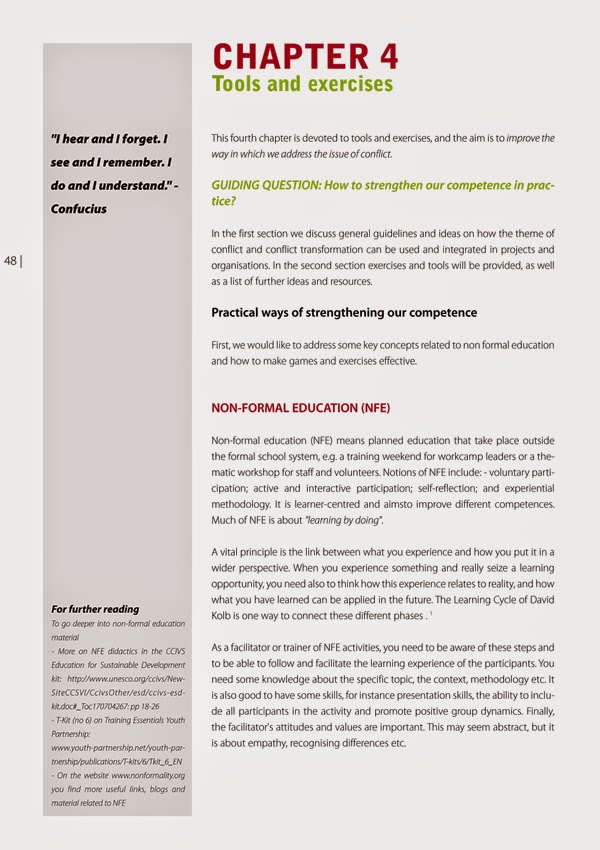 CHAPTER 4
Tools and exercises
"I hear and I forget. I
see and I remember. I
do and I understand." -
Confucius
48 |
This fourth chapter is devoted to tools and exercises, and the aim is to improve the
way in which we address the issue of conflict.
GUIDING QUESTION: How to strengthen our competence in prac-
tice?
In the first section we discuss general guidelines and ideas on how the theme of
conflict and conflict transformation can be used and integrated in projects and
organisations. In the second section exercises and tools will be provided, as well
as a list of further ideas and resources.
Practical ways of strengthening our competence
First, we would like to address some key concepts related to non formal education
and how to make games and exercises effective.
NON-FORMAL EDUCATION (NFE)
Non-formal education (NFE) means planned education that take place outside
the formal school system, e.g. a training weekend for workcamp leaders or a the-
matic workshop for staff and volunteers. Notions of NFE include: - voluntary parti-
cipation; active and interactive participation; self-reflection; and experiential
methodology. It is learner-centred and aimsto improve different competences.
Much of NFE is about "learning by doing".
A vital principle is the link between what you experience and how you put it in a
wider perspective. When you experience something and really seize a learning
opportunity, you need also to think how this experience relates to reality, and how
what you have learned can be applied in the future. The Learning Cycle of David
Kolb is one way to connect these different phases . 1
As a facilitator or trainer of NFE activities, you need to be aware of these steps and
to be able to follow and facilitate the learning experience of the participants. You
need some knowledge about the specific topic, the context, methodology etc. It
is also good to have some skills, for instance presentation skills, the ability to inclu-
de all participants in the activity and promote positive group dynamics. Finally,
the facilitator's attitudes and values are important. This may seem abstract, but it
is about empathy, recognising differences etc.
For further reading
To go deeper into non-formal education
material
- More on NFE didactics in the CCIVS
Education for Sustainable Development
kit: http://www.unesco.org/ccivs/New-
SiteCCSVI/CcivsOther/esd/ccivs-esd-
kit.doc#_Toc170704267: pp 18-26
- T-Kit (no 6) on Training Essentials Youth
Partnership:
www.youth-partnership.net/youth-par-
tnership/publications/T-kits/6/Tkit_6_EN
- On the website www.nonformality.org
you find more useful links, blogs and
material related to NFE